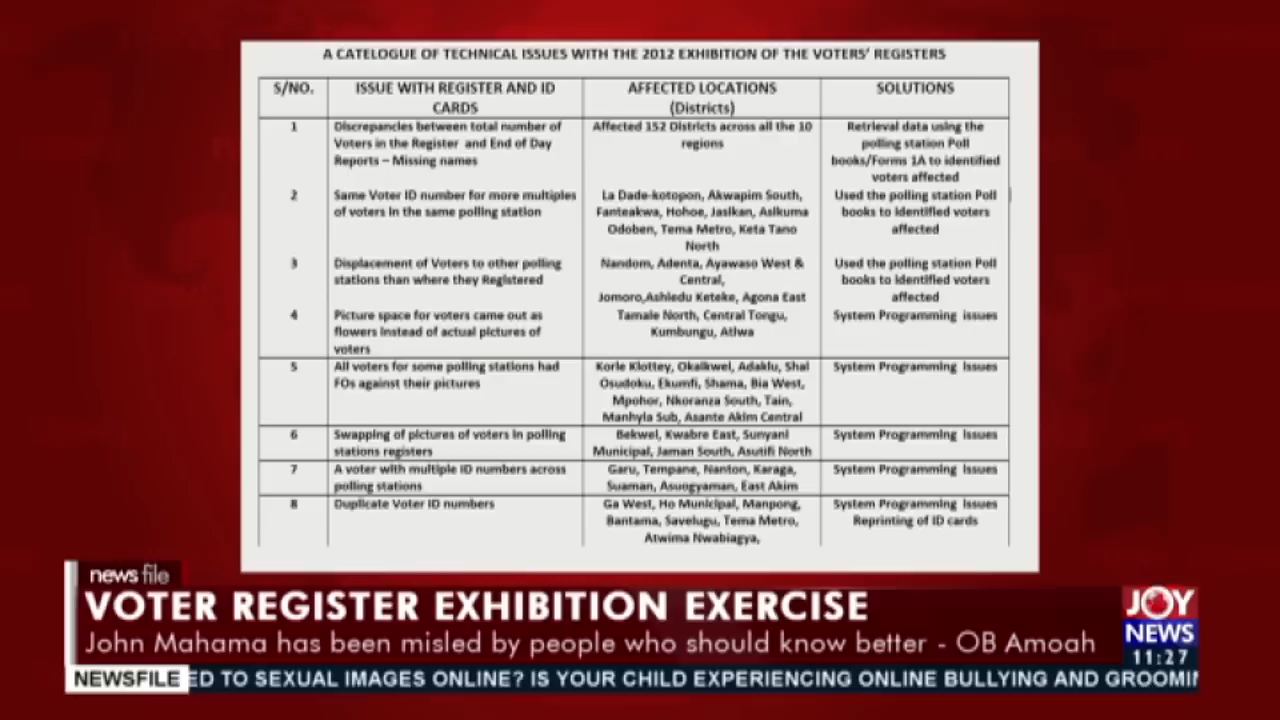 A CATELOGUE OF TECHNICAL ISSUES WITH THE 2012 EXHIBITION OF THE VOTERS' REGISTERS
S/NO.
ISSUE WITH REGISTER AND ID
CARDS
AFFECTED LOCATIONS
(Districts)
SOLUTIONS
1
Discrepancies between total number of
Voters in the Register and End of Day
Reports – Missing names
Affected 152 Districts across all the 10
regions
Retrieval data using the
polling station Poll
books/Forms 1A to identified
voters affected
2
Same Voter ID number for more multiples
of voters in the same polling station
La Dade-kotopon, Akwapim South,
Fanteakwa, Hohoe, Jasikan, Asikuma
Odoben, Tema Metro, Keta Tano
North
Used the polling station Poll
books to identified voters
affected
3
Displacement of Voters to other polling
stations than where they Registered
Nandom, Adenta, Ayawaso West &
Central,
Jomoro,Ashiedu Keteke, Agona East
Used the polling station Poll
books to identified voters
affected
4
Picture space for voters came out as
flowers instead of actual pictures of
voters
Tamale North, Central Tongu,
Kumbungu, Atiwa
System Programming issues
5
All voters for some polling stations had
FOs against their pictures
Korle Klottey, Okaikwei, Adaklu, Shai
Osudoku, Ekumfi, Shama, Bia West,
Mpohor, Nkoranza South, Tain,
Manhyia Sub, Asante Akim Central
System Programming Issues
6
Swapping of pictures of voters in polling
stations registers
Bekwei, Kwabre East, Sunyani
Municipal, Jaman South, Asutifi North
System Programming Issues
7
A voter with multiple ID numbers across
polling stations
Garu, Tempane, Nanton, Karaga,
Suaman, Asuogyaman, East Akim
System Programming Issues
8
Duplicate Voter ID numbers
Ga West, Ho Municipal, Manpong,
Bantama, Savelugu, Tema Metro,
Atwima Nwabiagya,
System Programming Issues
Reprinting of ID cards
newsfile
VOTER REGISTER EXHIBITION EXERCISE
John Mahama has been misled by people who should know better - OB Amoah
JOY
NEWS
11:27
NEWSFILE
ED TO SEXUAL IMAGES ONLINE? IS YOUR CHILD EXPERIENCING ONLINE BULLYING AND GROOMI